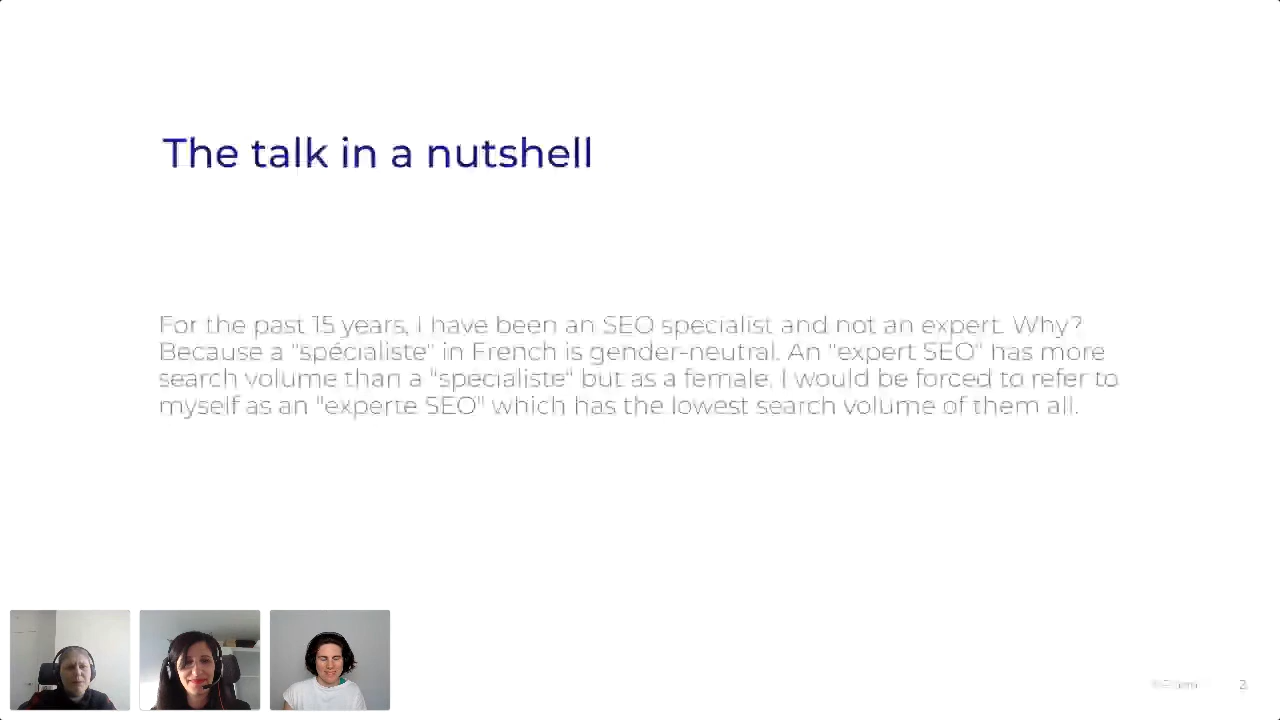 The talk in a nutshell
For the past 15 years, I have been an SEO specialist and not an expert. Why?
Because a "spécialiste" in French is gender-neutral. An "expert SEO" has more
search volume than a "specialiste" but as a female, I would be forced to refer to
myself as an "experte SEO" which has the lowest search volume of them all.
2